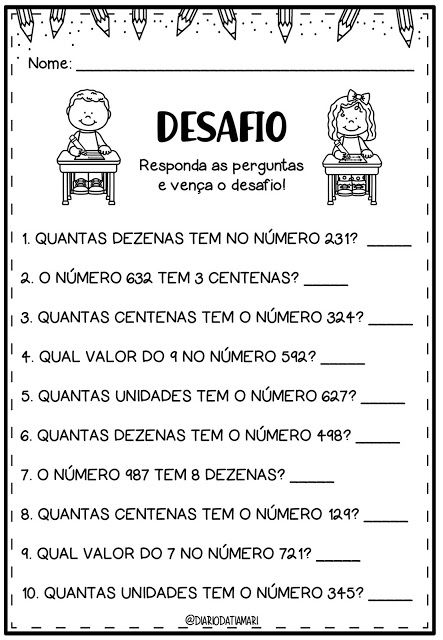 Nome: ____________________
DESAFIO
Responda as perguntas
e vença o desafio!
1. QUANTAS DEZENAS TEM NO NÚMERO 231? _____
2. O NÚMERO 632 TEM 3 CENTENAS? _____
3. QUANTAS CENTENAS TEM O NÚMERO 324? _____
4. QUAL VALOR DO 9 NO NÚMERO 592? _____
5. QUANTAS UNIDADES TEM O NÚMERO 627? _____
6. QUANTAS DEZENAS TEM O NÚMERO 498? _____
7. O NÚMERO 987 TEM 8 DEZENAS? _____
8. QUANTAS CENTENAS TEM O NÚMERO 129? _____
9. QUAL VALOR DO 7 NO NÚMERO 721? _____
10. QUANTAS UNIDADES TEM O NÚMERO 345? _____
@DIARIODATIAMARI